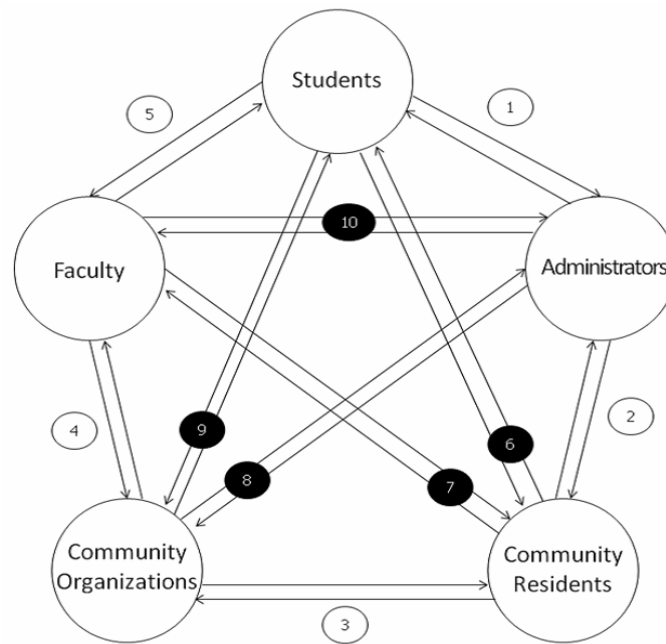 Students
5
1
10
Faculty
Administrators
4
9
6
2
8
7
Community
Organizations
Community
Residents
3